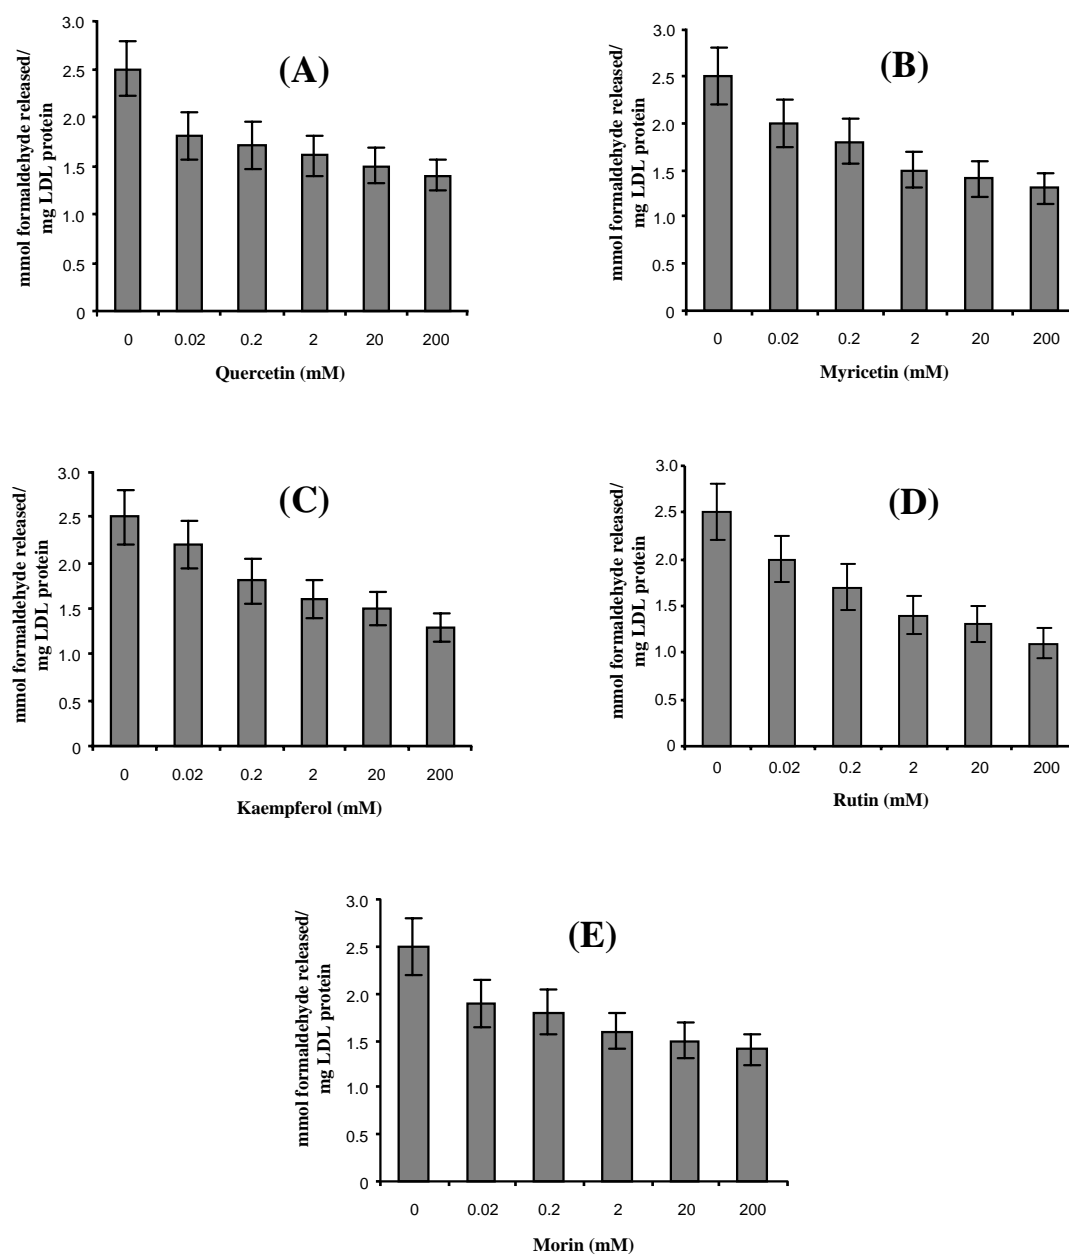 (A)
mmol formaldehyde released/
mg LDL protein
3.0
2.5
2.0
1.5
1.0
0.5
0
0 0.02 0.2 2 20 200
Quercetin (mM)
(B)
mmol formaldehyde released/
mg LDL protein
3.0
2.5
2.0
1.5
1.0
0.5
0
0 0.02 0.2 2 20 200
Myricetin (mM)
(C)
mmol formaldehyde released/
mg LDL protein
3.0
2.5
2.0
1.5
1.0
0.5
0
0 0.02 0.2 2 20 200
Kaempferol (mM)
(D)
mmol formaldehyde released/
mg LDL protein
3.0
2.5
2.0
1.5
1.0
0.5
0
0 0.02 0.2 2 20 200
Rutin (mM)
(E)
mmol formaldehyde released/
mg LDL protein
3.0
2.5
2.0
1.5
1.0
0.5
0
0 0.02 0.2 2 20 200
Morin (mM)